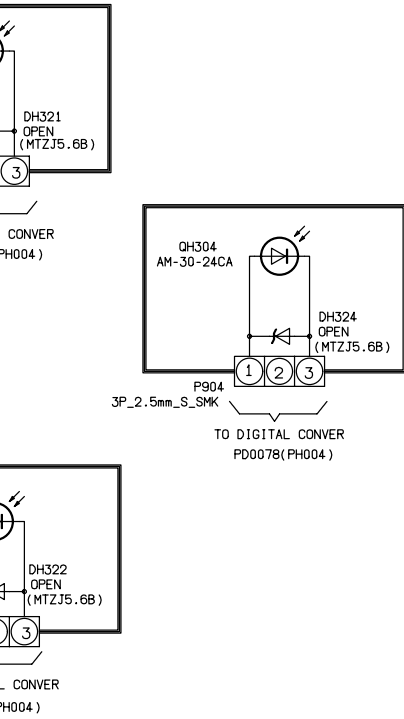 DH321
OPEN
(MTZJ5.6B)
3
CONVER
PH004)
QH304
AM-30-24CA
DH324
OPEN
(MTZJ5.6B)
1 2 3
P904
3P_2.5mm_S_SMK
TO DIGITAL CONVER
PD0078(PH004)
DH322
OPEN
(MTZJ5.6B)
3
L CONVER
PH004)